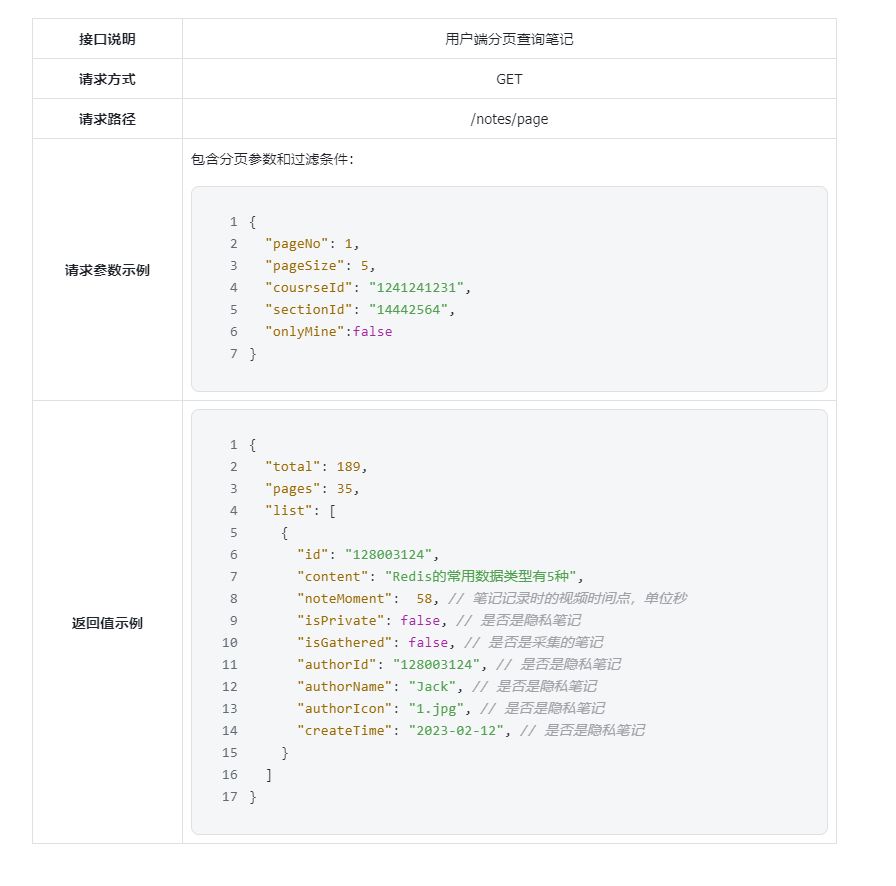 接口说明 用户端分页查询笔记
请求方式 GET
请求路径 /notes/page
请求参数示例
包含分页参数和过滤条件：
1 {
2   "pageNo": 1,
3   "pageSize": 5,
4   "cousrseId": "1241241231",
5   "sectionId": "14442564",
6   "onlyMine":false
7 }
返回值示例
1 {
2   "total": 189,
3   "pages": 35,
4   "list": [
5     {
6       "id": "128003124",
7       "content": "Redis的常用数据类型有5种",
8       "noteMoment":  58, // 笔记记录时的视频时间点，单位秒
9       "isPrivate": false, // 是否是隐私笔记
10       "isGathered": false, // 是否是采集的笔记
11       "authorId": "128003124", // 是否是隐私笔记
12       "authorName": "Jack", // 是否是隐私笔记
13       "authorIcon": "1.jpg", // 是否是隐私笔记
14       "createTime": "2023-02-12", // 是否是隐私笔记
15     }
16   ]
17 }